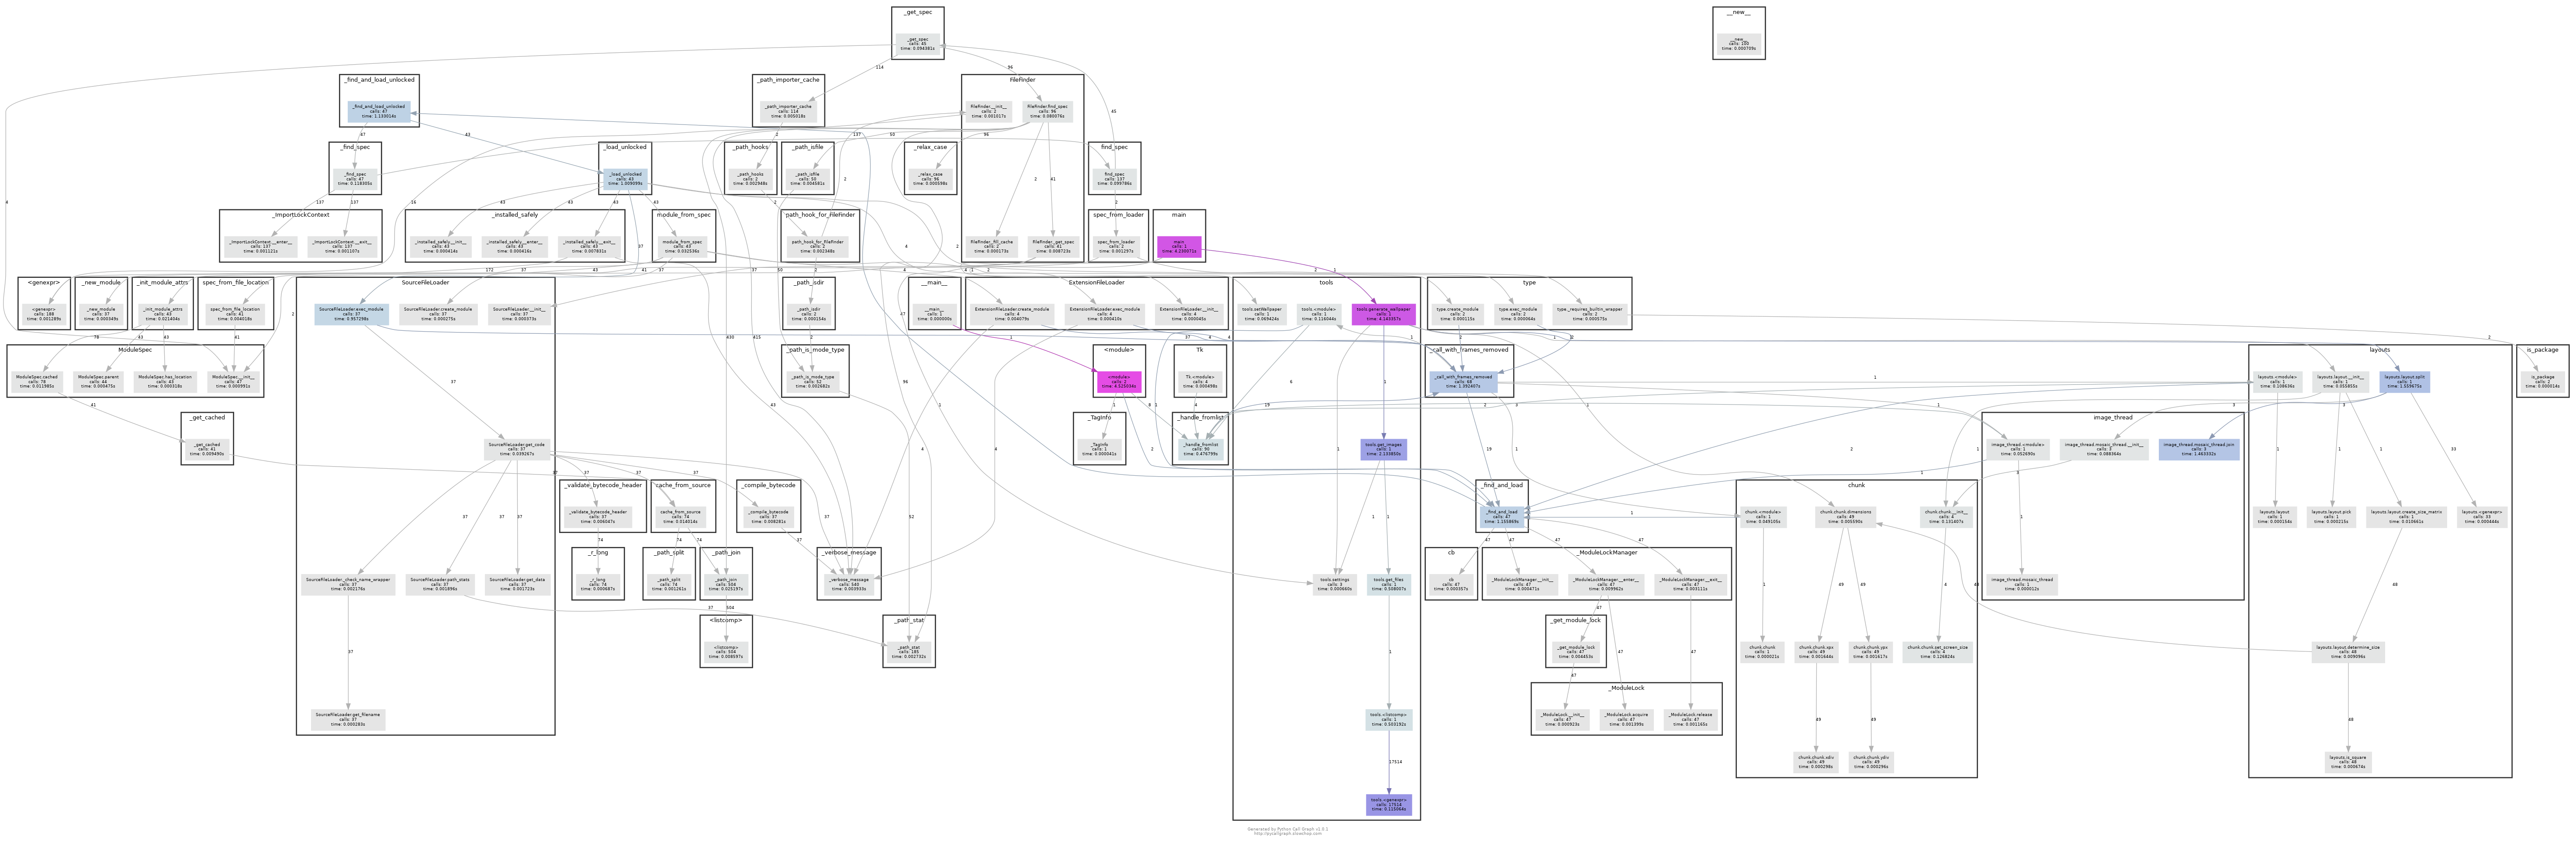 _get_spec
_get_spec
calls: 45
time: 0.094381s
__new__
__new__
calls: 100
time: 0.000709s
_find_and_load_unlocked
_find_and_load_unlocked
calls: 47
time: 1.133014s
_path_importer_cache
_path_importer_cache
calls: 114
time: 0.005018s
FileFinder
FileFinder.__init__
calls: 2
time: 0.001017s
FileFinder.find_spec
calls: 96
time: 0.080076s
FileFinder._fill_cache
calls: 2
time: 0.000173s
FileFinder._get_spec
calls: 41
time: 0.008723s
_find_spec
_find_spec
calls: 47
time: 0.118305s
_load_unlocked
_load_unlocked
calls: 43
time: 1.009099s
_path_hooks
_path_hooks
calls: 2
time: 0.002948s
_path_isfile
_path_isfile
calls: 50
time: 0.004581s
_relax_case
_relax_case
calls: 96
time: 0.000598s
find_spec
find_spec
calls: 137
time: 0.099786s
_ImportLockContext
_ImportLockContext.__enter__
calls: 137
time: 0.001121s
_ImportLockContext.__exit__
calls: 137
time: 0.001107s
_installed_safely
_installed_safely.__init__
calls: 43
time: 0.000414s
_installed_safely.__enter__
calls: 43
time: 0.000416s
_installed_safely.__exit__
calls: 43
time: 0.007831s
module_from_spec
module_from_spec
calls: 43
time: 0.032536s
path_hook_for_FileFinder
path_hook_for_FileFinder
calls: 2
time: 0.002348s
spec_from_loader
spec_from_loader
calls: 2
time: 0.001297s
main
main
calls: 1
time: 4.230072s
<genexpr>
<genexpr>
calls: 188
time: 0.001289s
_new_module
_new_module
calls: 37
time: 0.000349s
_init_module_attrs
_init_module_attrs
calls: 43
time: 0.021404s
spec_from_file_location
spec_from_file_location
calls: 41
time: 0.004018s
SourceFileLoader
SourceFileLoader.exec_module
calls: 37
time: 0.957298s
SourceFileLoader.create_module
calls: 37
time: 0.000275s
SourceFileLoader.__init__
calls: 37
time: 0.000373s
_path_isdir
_path_isdir
calls: 2
time: 0.000154s
__main__
__main__
calls: 1
time: 0.000000s
ExtensionFileLoader
ExtensionFileLoader.create_module
calls: 4
time: 0.004079s
ExtensionFileLoader.exec_module
calls: 4
time: 0.000410s
ExtensionFileLoader.__init__
calls: 4
time: 0.000045s
tools
tools.setWallpaper
calls: 1
time: 0.069424s
tools.<module>
calls: 1
time: 0.116044s
tools.generate_wallpaper
calls: 1
time: 4.143357s
type
type.create_module
calls: 2
time: 0.000115s
type.exec_module
calls: 2
time: 0.000064s
type._requires_builtin_wrapper
calls: 2
time: 0.000575s
ModuleSpec
ModuleSpec.cached
calls: 78
time: 0.011985s
ModuleSpec.parent
calls: 44
time: 0.000475s
ModuleSpec.has_location
calls: 43
time: 0.000318s
ModuleSpec.__init__
calls: 47
time: 0.000991s
_path_is_mode_type
_path_is_mode_type
calls: 52
time: 0.002682s
<module>
<module>
calls: 2
time: 4.525034s
Tk
Tk.<module>
calls: 4
time: 0.000498s
_call_with_frames_removed
_call_with_frames_removed
calls: 68
time: 1.392407s
layouts
layouts.<module>
calls: 1
time: 0.108636s
layouts.layout.__init__
calls: 1
time: 0.055855s
layouts.layout.split
calls: 1
time: 1.559675s
is_package
is_package
calls: 2
time: 0.000014s
_get_cached
_get_cached
calls: 41
time: 0.009490s
SourceFileLoader.get_code
calls: 37
time: 0.039267s
_TagInfo
_TagInfo
calls: 1
time: 0.000041s
_handle_fromlist
_handle_fromlist
calls: 90
time: 0.476799s
tools.get_images
calls: 1
time: 2.133850s
image_thread
image_thread.<module>
calls: 1
time: 0.052690s
image_thread.mosaic_thread.__init__
calls: 3
time: 0.088364s
image_thread.mosaic_thread.join
calls: 3
time: 1.463332s
_validate_bytecode_header
_validate_bytecode_header
calls: 37
time: 0.006047s
cache_from_source
cache_from_source
calls: 74
time: 0.014014s
_compile_bytecode
_compile_bytecode
calls: 37
time: 0.008281s
_find_and_load
_find_and_load
calls: 47
time: 1.155869s
chunk
chunk.<module>
calls: 1
time: 0.049105s
chunk.chunk.dimensions
calls: 49
time: 0.005590s
chunk.chunk.__init__
calls: 4
time: 0.131407s
layouts.layout
calls: 1
time: 0.000154s
layouts.layout.pick
calls: 1
time: 0.000215s
layouts.layout.create_size_matrix
calls: 1
time: 0.010661s
layouts.<genexpr>
calls: 33
time: 0.000444s
SourceFileLoader._check_name_wrapper
calls: 37
time: 0.002176s
SourceFileLoader.path_stats
calls: 37
time: 0.001896s
SourceFileLoader.get_data
calls: 37
time: 0.001723s
_r_long
_r_long
calls: 74
time: 0.000687s
_path_split
_path_split
calls: 74
time: 0.001261s
_path_join
_path_join
calls: 504
time: 0.025197s
_verbose_message
_verbose_message
calls: 540
time: 0.003933s
tools.settings
calls: 3
time: 0.000660s
tools.get_files
calls: 1
time: 0.508007s
cb
cb
calls: 47
time: 0.000357s
_ModuleLockManager
_ModuleLockManager.__init__
calls: 47
time: 0.000471s
_ModuleLockManager.__enter__
calls: 47
time: 0.009962s
_ModuleLockManager.__exit__
calls: 47
time: 0.003111s
image_thread.mosaic_thread
calls: 1
time: 0.000012s
<listcomp>
<listcomp>
calls: 504
time: 0.008597s
_path_stat
_path_stat
calls: 185
time: 0.002732s
_get_module_lock
_get_module_lock
calls: 47
time: 0.004453s
chunk.chunk
calls: 1
time: 0.000021s
chunk.chunk.xpx
calls: 49
time: 0.001644s
chunk.chunk.ypx
calls: 49
time: 0.001617s
chunk.chunk.set_screen_size
calls: 4
time: 0.126824s
layouts.layout.determine_size
calls: 48
time: 0.009096s
SourceFileLoader.get_filename
calls: 37
time: 0.000283s
tools.<listcomp>
calls: 1
time: 0.503192s
_ModuleLock
_ModuleLock.__init__
calls: 47
time: 0.000923s
_ModuleLock.acquire
calls: 47
time: 0.001399s
_ModuleLock.release
calls: 47
time: 0.001165s
chunk.chunk.xdiv
calls: 49
time: 0.000298s
chunk.chunk.ydiv
calls: 49
time: 0.000296s
layouts.is_square
calls: 48
time: 0.000674s
17514
tools.<genexpr>
calls: 17514
time: 0.115064s
Generated by Python Call Graph v1.0.1
http://pycallgraph.slowchop.com